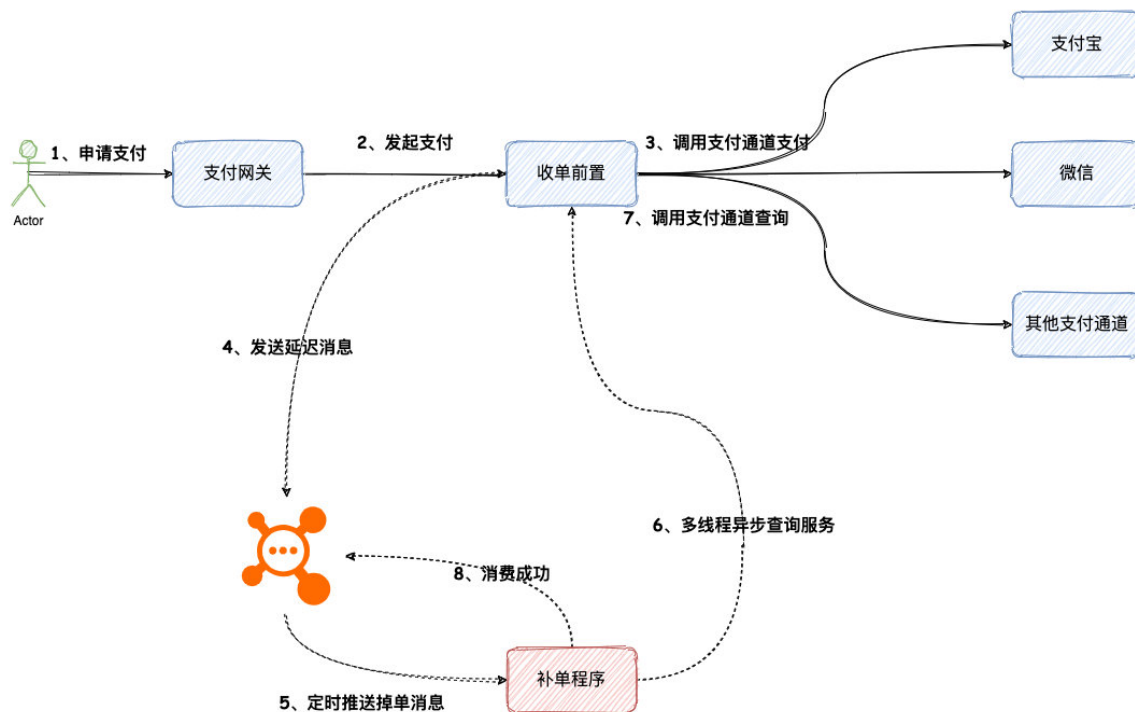 支付宝
1、申请支付
2、发起支付
3、调用支付通道支付
支付网关
收单前置
微信
Actor
7、调用支付通道查询
其他支付通道
4、发送延迟消息
6、多线程异步查询服务
8、消费成功
补单程序
5、定时推送掉单消息